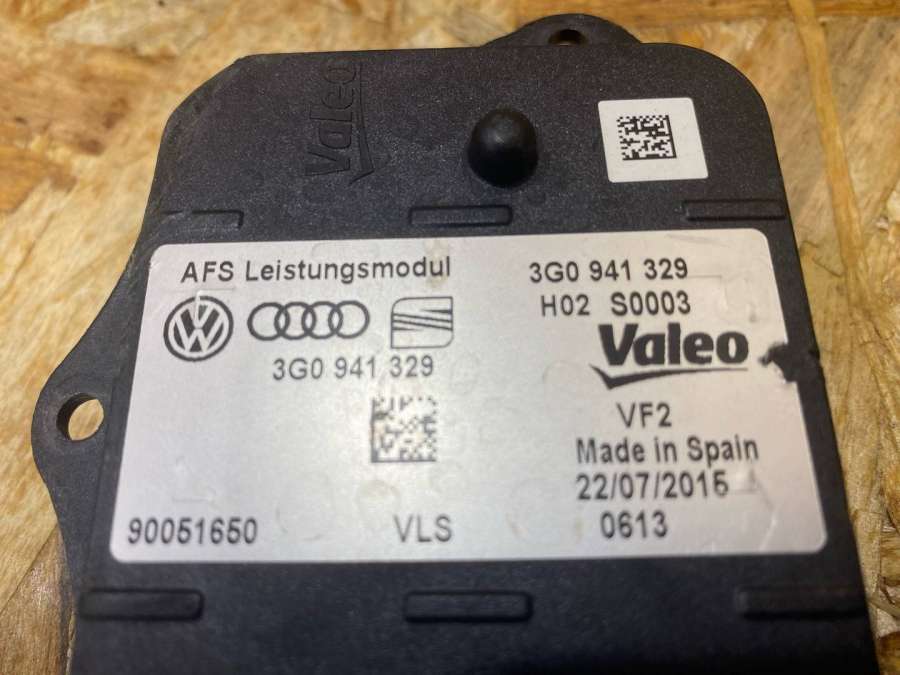 Valeo
AFS Leistungsmodul
3G0 941 329
3G0 941 329
H02 S0003
Valeo
VF2
Made in Spain
22/07/2015
0613
90051650
VLS